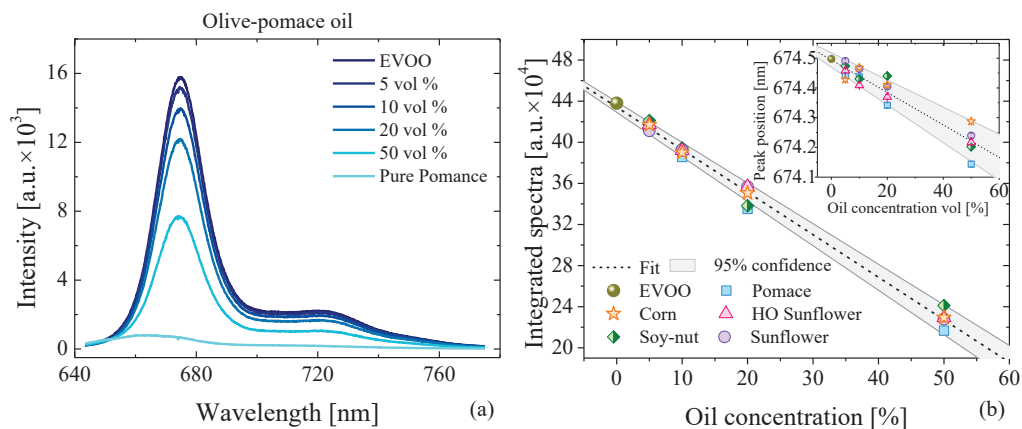 Olive-pomace oil
Intensity [a.u.×10³]
16
12
8
4
0
640
680
720
760
Wavelength [nm]
EVOO
5 vol %
10 vol %
20 vol %
50 vol %
Pure Pomance
(a)
Integrated spectra [a.u.×10⁴]
48
44
40
36
32
28
24
20
0
10
20
30
40
50
60
Oil concentration [%]
Fit
95% confidence
EVOO
Pomace
Corn
HO Sunflower
Soy-nut
Sunflower
(b)
Peak position
[nm]
674.5
674.4
674.3
674.2
674.1
0
20
40
60
Oil concentration vol [%]